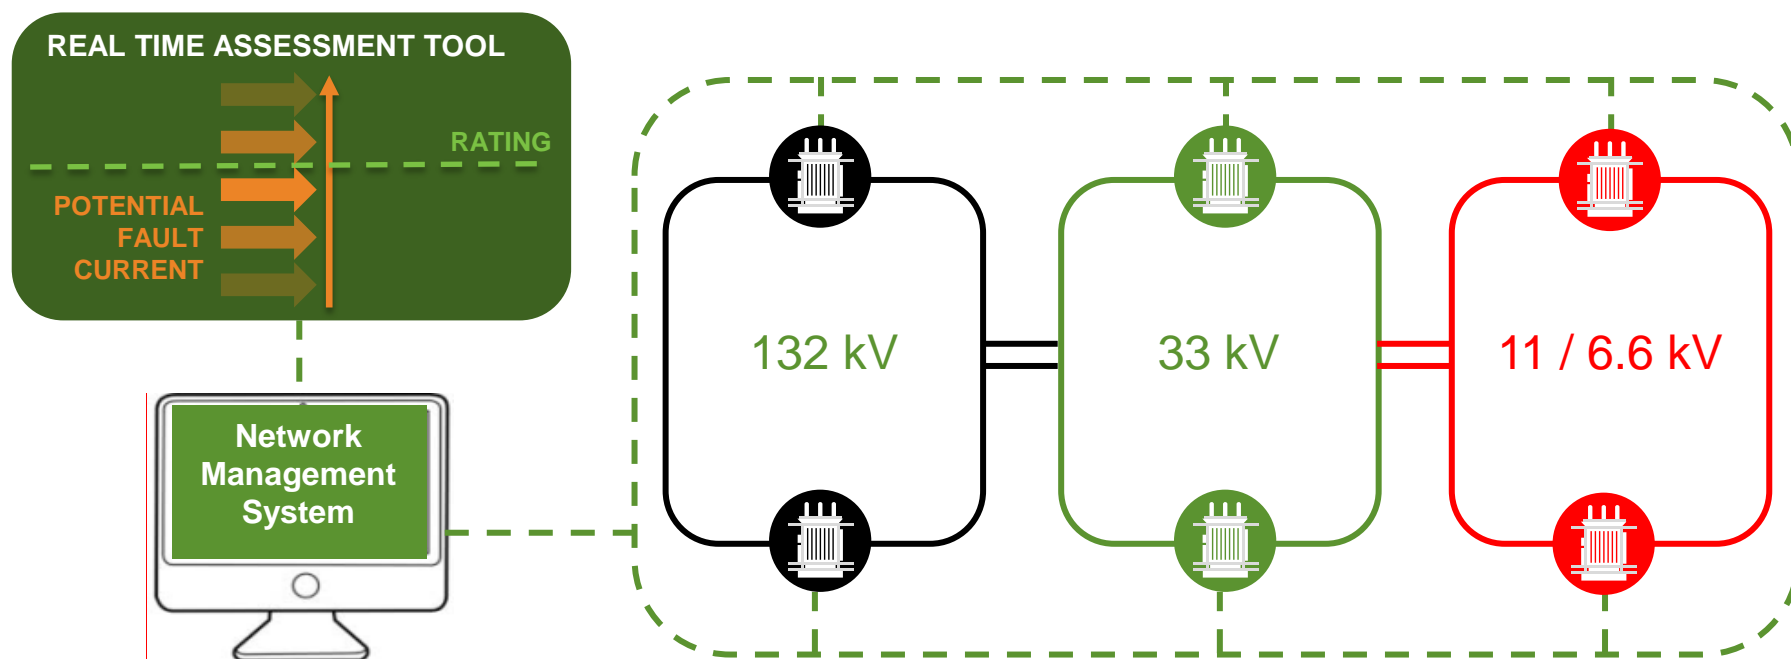 REAL TIME ASSESSMENT TOOL
RATING
POTENTIAL
FAULT
CURRENT
Network
Management
System
132 kV
33 kV
11 / 6.6 kV